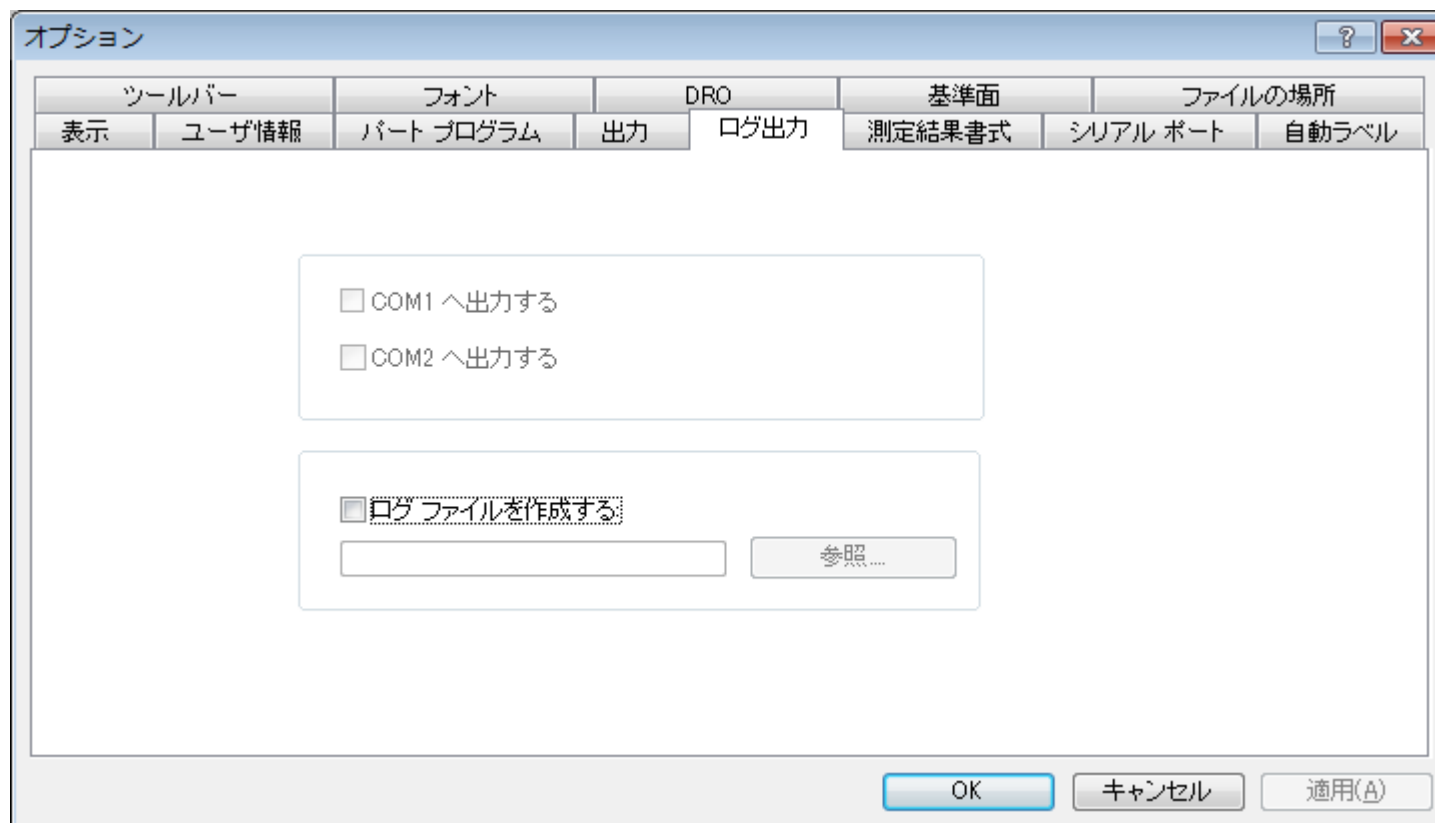 オプション
ツールバー フォント DRO 基準面 ファイルの場所
表示 ユーザ情報 パート プログラム 出力 ログ出力 測定結果書式 シリアル ポート 自動ラベル
COM1 へ出力する
COM2 へ出力する
ログ ファイルを作成する
参照...
OK キャンセル 適用(A)